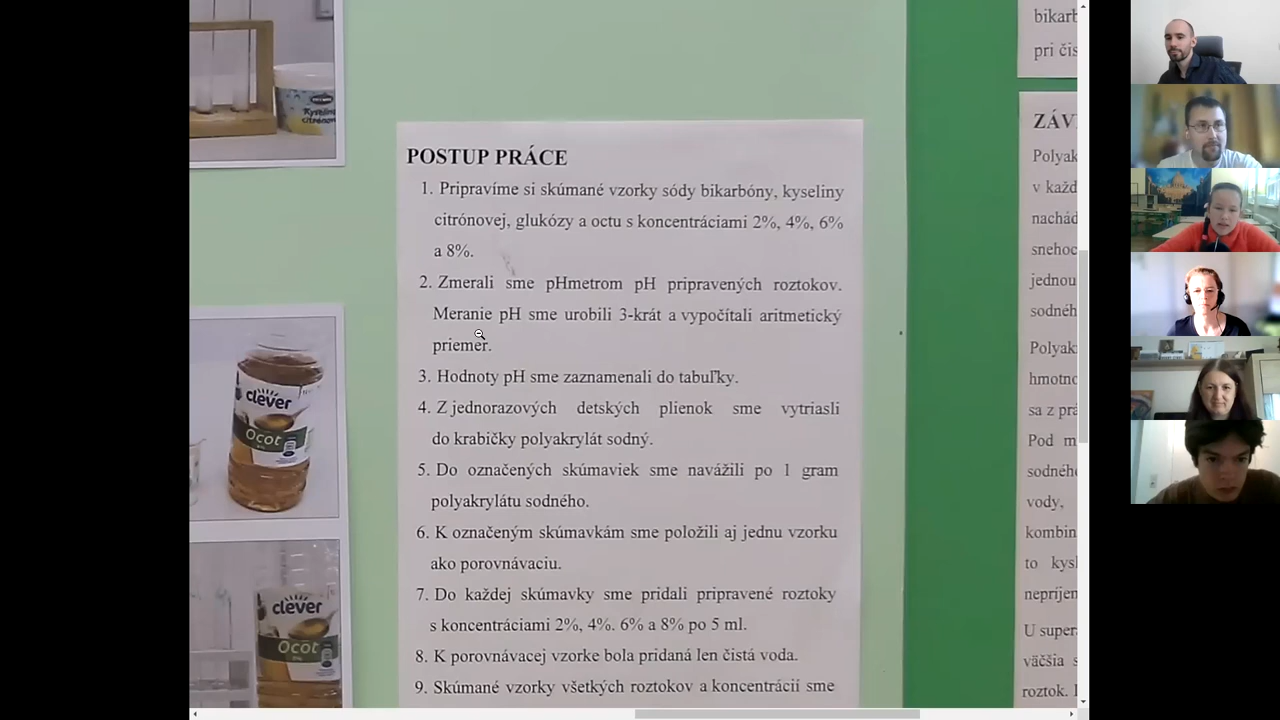 Kyselina
citrónov
clever
Ocot
clever
Ocot
POSTUP PRÁCE
1. Pripravíme si skúmané vzorky sódy bikarbóny, kyseliny
citrónovej, glukózy a octu s koncentráciami 2%, 4%, 6%
a 8%.
2. Zmerali sme pHmetrom pH pripravených roztokov.
Meranie pH sme urobili 3-krát a vypočítali aritmetický
priemer.
3. Hodnoty pH sme zaznamenali do tabuľky.
4. Z jednorazových detských plienok sme vytriasli
do krabičky polyakrylát sodný.
5. Do označených skúmaviek sme navážili po 1 gram
polyakrylátu sodného.
6. K označeným skúmavkám sme položili aj jednu vzorku
ako porovnávaciu.
7. Do každej skúmavky sme pridali pripravené roztoky
s koncentráciami 2%, 4%. 6% a 8% po 5 ml.
8. K porovnávacej vzorke bola pridaná len čistá voda.
9. Skúmané vzorky všetkých roztokov a koncentrácií sme
bikarb
pri čis
ZÁV
Polyak
v každ
nachád
snehoc
jednou
sodnéh
Polyak
hmotno
sa z prá
Pod m
sodného
vody,
kombin
to kysl
neprijem
U supera
väčšia s
roztok.